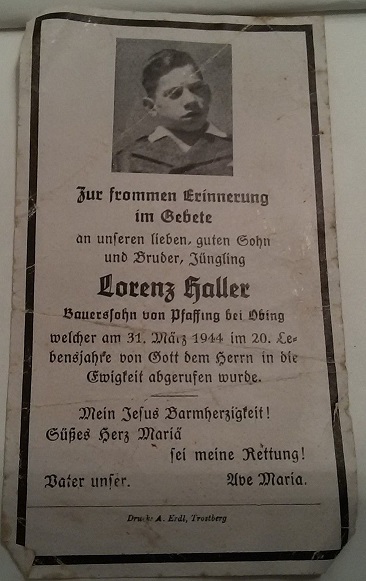 Zur frommen Erinnerung
im Gebete
an unseren lieben, guten Sohn
und Bruder, Jüngling
Lorenz Haller
Bauerssohn von Pfaffing bei Obing
welcher am 31. März 1944 im 20. Le-
bensjahre von Gott dem Herrn in die
Ewigkeit abgerufen wurde.
Mein Jesus Barmherzigkeit!
Süßes Herz Mariä
sei meine Rettung!
Vater unser. Ave Maria.
Druck: A. Erdl, Trostberg